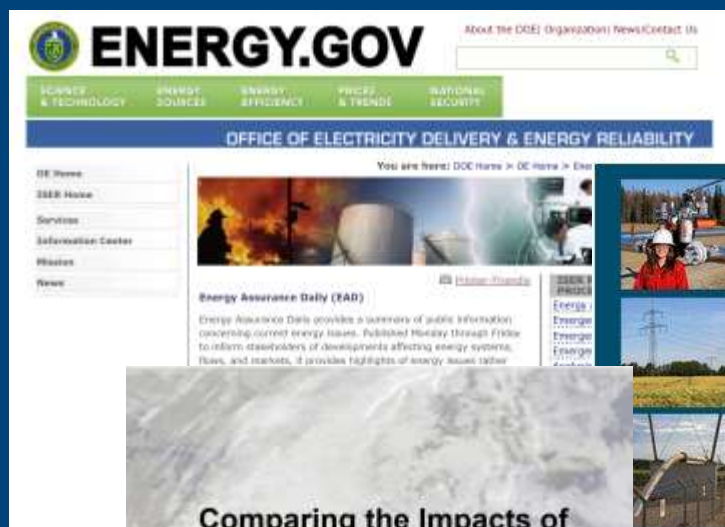 ENERGY.GOV
About the DOE| Organization| News|Contact Us
SCIENCE & TECHNOLOGY
ENERGY SOURCES
ENERGY EFFICIENCY
PRICES & TRENDS
NATIONAL SECURITY
OFFICE OF ELECTRICITY DELIVERY & ENERGY RELIABILITY
You are here: DOE Home > OE Home >
OE Home
ISER Home
Services
Information Center
Mission
News
Printer-Friendly
Energy Assurance Daily (EAD)
Energy Assurance Daily provides a summary of public information
concerning current energy issues. Published Monday through Friday
to inform stakeholders of developments affecting energy systems,
flows, and markets, it provides highlights of energy issues rather
ISER
Energy
Comparing the Impacts of